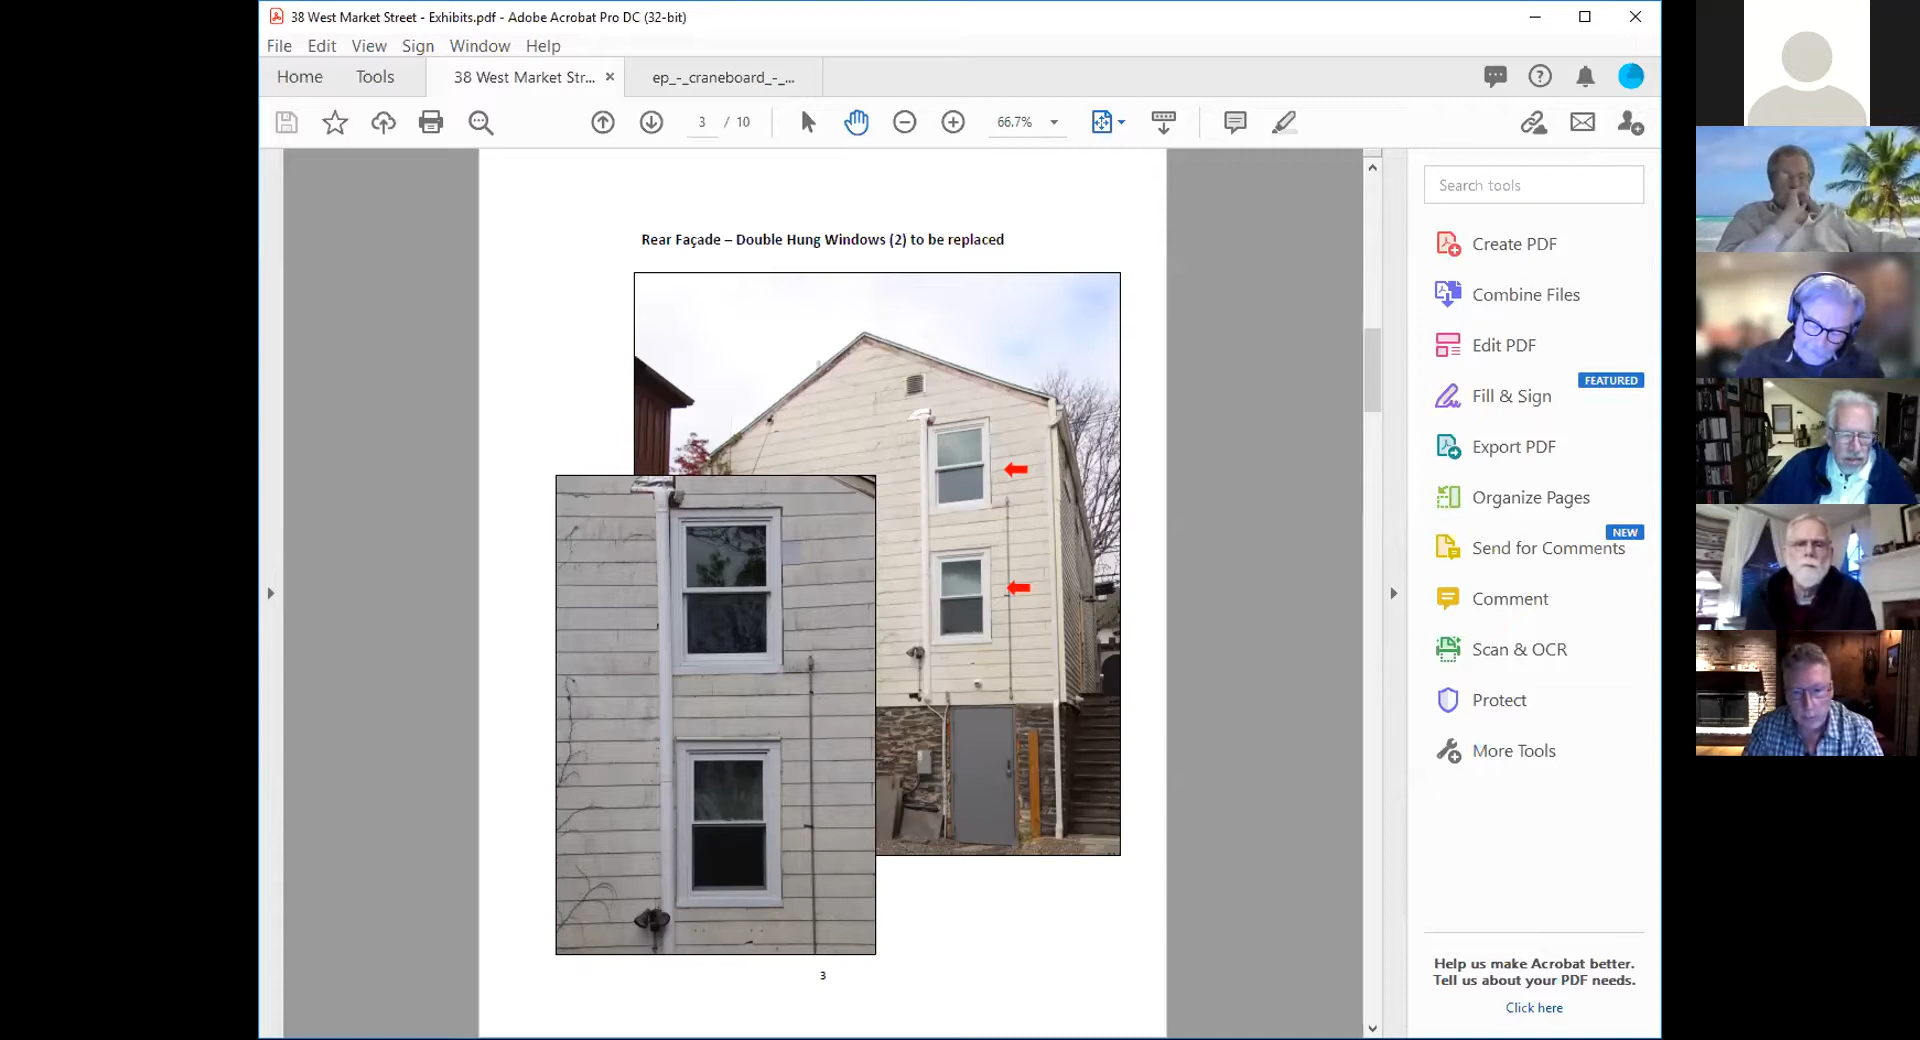 38 West Market Street - Exhibits.pdf - Adobe Acrobat Pro DC (32-bit)
File Edit View Sign Window Help
Home Tools 38 West Market Str... × ep_-_craneboard_-_...
3 / 10 66.7%
Search tools
Rear Façade – Double Hung Windows (2) to be replaced
Create PDF
Combine Files
Edit PDF
FEATURED
Fill & Sign
Export PDF
Organize Pages
NEW
Send for Comments
Comment
Scan & OCR
Protect
More Tools
3
Help us make Acrobat better.
Tell us about your PDF needs.
Click here